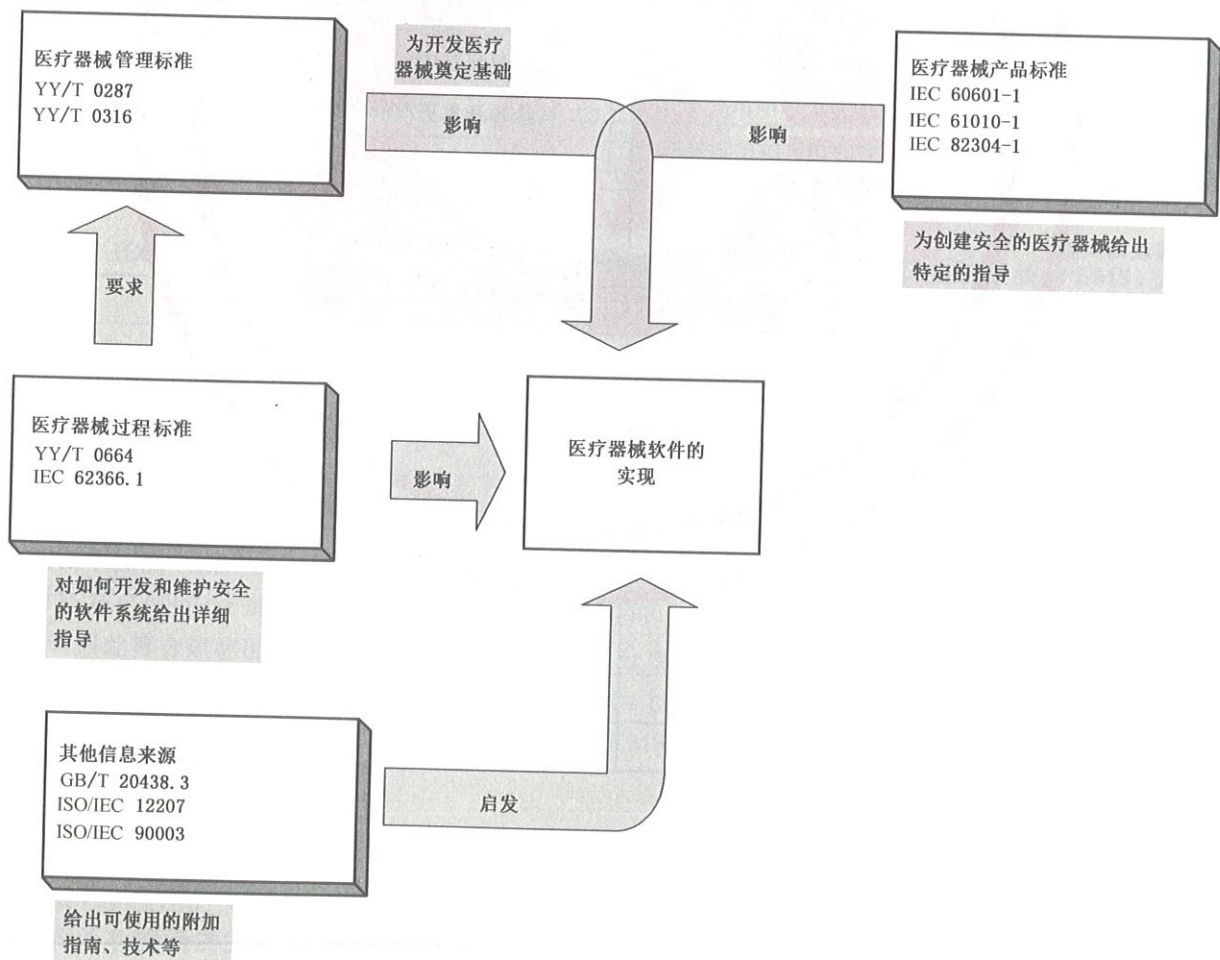 医疗器械管理标准
YY/T 0287
YY/T 0316
为开发医疗
器械奠定基础
影响
影响
医疗器械产品标准
IEC 60601-1
IEC 61010-1
IEC 82304-1
为创建安全的医疗器械给出
特定的指导
要求
医疗器械过程标准
YY/T 0664
IEC 62366.1
对如何开发和维护安全
的软件系统给出详细
指导
影响
医疗器械软件的
实现
其他信息来源
GB/T 20438.3
ISO/IEC 12207
ISO/IEC 90003
启发
给出可使用的附加
指南、技术等